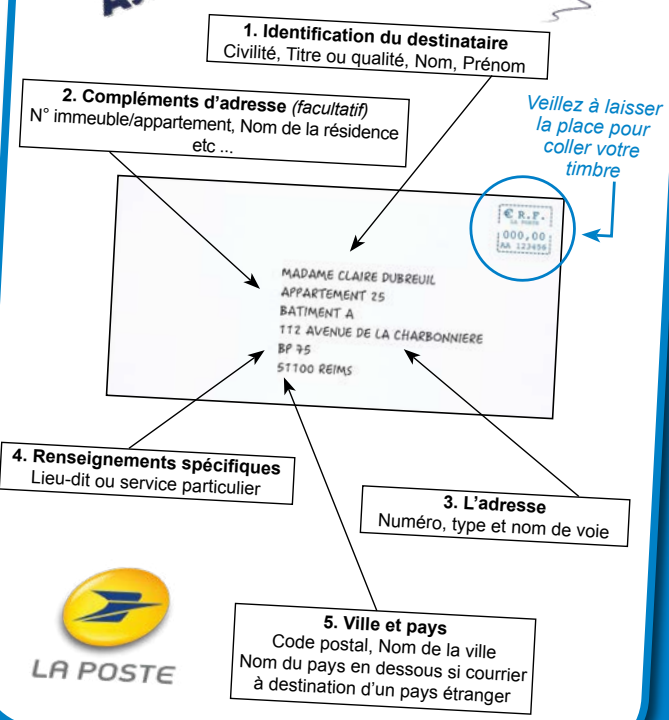 1. Identification du destinataire
Civilité, Titre ou qualité, Nom, Prénom
2. Compléments d'adresse (facultatif)
N° immeuble/appartement, Nom de la résidence
etc ...
Veillez à laisser
la place pour
coller votre
timbre
€ R.F.
LA POSTE
000,00
AA 123456
MADAME CLAIRE DUBREUIL
APPARTEMENT 25
BATIMENT A
112 AVENUE DE LA CHARBONNIERE
BP 75
51100 REIMS
4. Renseignements spécifiques
Lieu-dit ou service particulier
3. L'adresse
Numéro, type et nom de voie
5. Ville et pays
Code postal, Nom de la ville
Nom du pays en dessous si courrier
à destination d'un pays étranger
LA POSTE